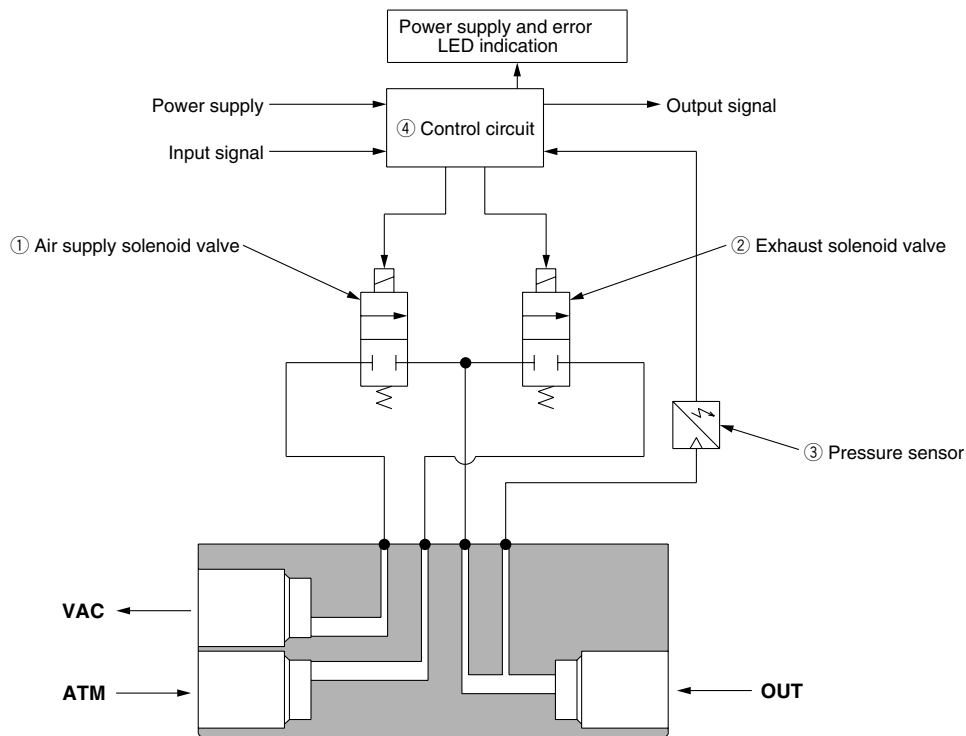 Power supply and error
LED indication
Power supply
④ Control circuit
Output signal
Input signal
① Air supply solenoid valve
② Exhaust solenoid valve
③ Pressure sensor
VAC
ATM
OUT